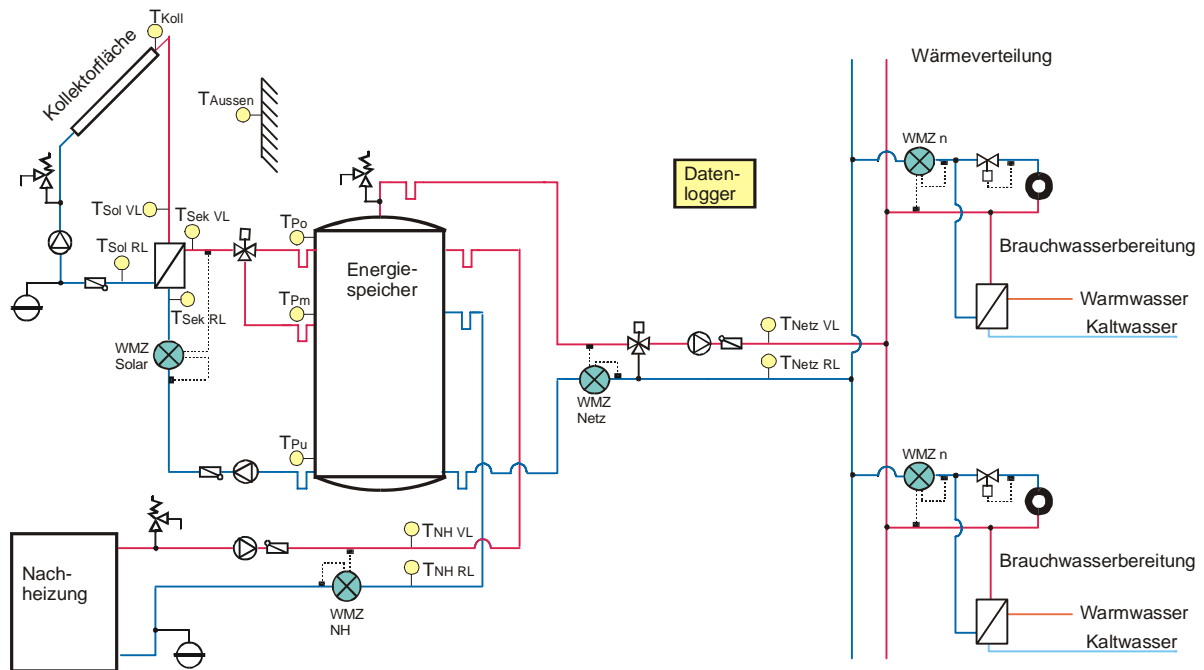 TKoll
Kollektorfläche
Wärmeverteilung
TAussen
WMZ n
Daten-
logger
TSol VL
TSek VL
TPo
TSol RL
Energie-
speicher
Brauchwasserbereitung
TPm
TSek RL
Warmwasser
Kaltwasser
WMZ
Solar
TNetz VL
TNetz RL
WMZ
Netz
TPu
WMZ n
TNH VL
TNH RL
Nach-
heizung
WMZ
NH
Brauchwasserbereitung
Warmwasser
Kaltwasser